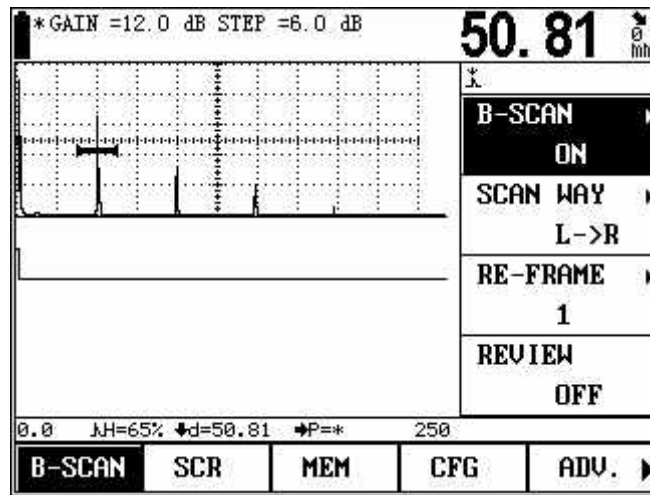 *GAIN =12.0 dB STEP =6.0 dB
50.81
B-SCAN
ON
SCAN WAY
L->R
RE-FRAME
1
REVIEW
OFF
0.0 H=65% d=50.81 P=* 250
B-SCAN SCR MEM CFG ADV.